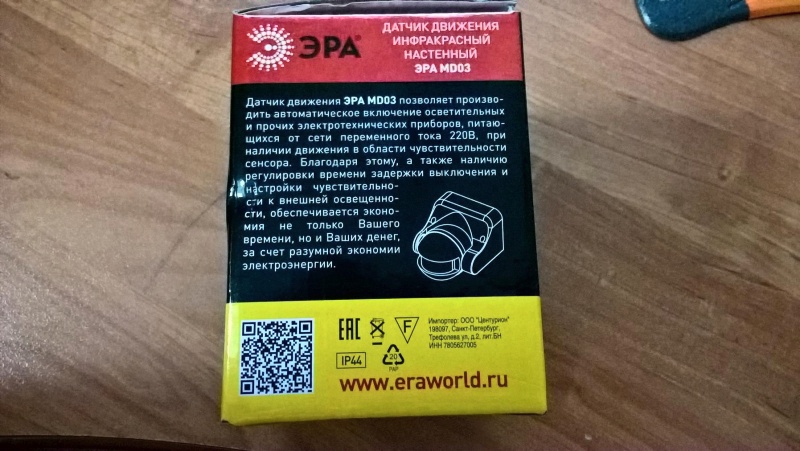 ЭРА
ДАТЧИК ДВИЖЕНИЯ
ИНФРАКРАСНЫЙ
НАСТЕННЫЙ
ЭРА MD03
Датчик движения ЭРА MD03 позволяет произво-
дить автоматическое включение осветительных
и прочих электротехнических приборов, питаю-
щихся от сети переменного тока 220В, при
наличии движения в области чувствительности
сенсора. Благодаря этому, а также наличию
регулировки времени задержки выключения и
настройки чувствительно-
сти к внешней освещенно-
сти, обеспечивается эконо-
мия не только Вашего
времени, но и Ваших денег,
за счет разумной экономии
электроэнергии.
EAC
F
IP44
20
PAP
Импортер: ООО "Центурион"
198097, Санкт-Петербург,
Трефолева ул, д.2, лит.БН
ИНН 7805627005
www.eraworld.ru